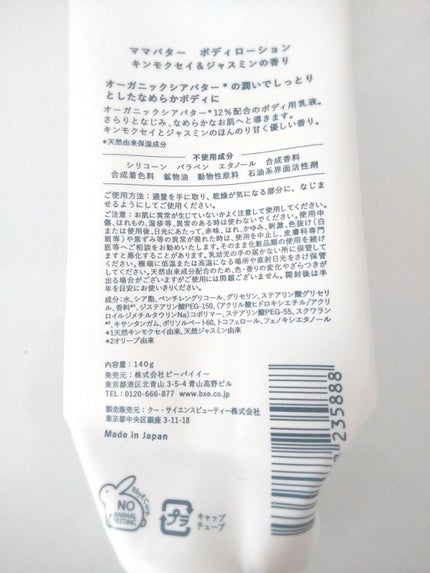 ママバター　ボディローション
キンモクセイ＆ジャスミンの香り
オーガニックシアバター*の潤いでしっとり
としたなめらかボディに
オーガニックシアバター*12％配合のボディ用乳液。
さらりとなじみ、なめらかなお肌へと導きます。
キンモクセイとジャスミンのほんのり甘く優しい香り。
*天然由来保湿成分
不使用成分
シリコーン　パラベン　エタノール　合成香料
合成着色料　鉱物油　動物性原料　石油系界面活性剤
ご使用方法：適量を手に取り、乾燥が気になる部分に、なじま
せるようにしてご使用ください。
ご注意：お肌に異常が生じていないかよく注意して使用してください。
傷、はれもの、湿疹等、異常のある時は使わないでください。使用中
または使用後、日光にあたって、赤味、はれ、かゆみ、刺激、色抜け（白
斑等）や黒ずみ等の異常が現れた時は、使用を中止し、皮膚科専門
医等へご相談をお勧めします。そのまま化粧品類の使用を続け
ますと悪化することがあります。乳幼児の手の届かない所に保管して
ください。極端に低温または高温になる場所や直射日光をさけ保管
してください。天然由来成分配合のため、色・香りの変化やざらつきが
出る場合がございますがご使用には問題ございません。開封後は半年
を目安にお使いきりください。
成分：水、シア脂、ペンチレングリコール、グリセリン、ステアリン酸グリセリ
ル、香料*¹、ジステアリン酸PEG-150、（アクリル酸ヒドロキシエチル/アク
リロイルジメチルタウリンNa）コポリマー、ステアリン酸PEG-55、スクワラン
*²、キサンタンガム、ポリソルベート60、トコフェロール、フェノキシエタノール
*1天然キンモクセイ由来、天然ジャスミン由来
*2オリーブ由来
内容量：140g
発売元：株式会社ビーバイイー
東京都港区北青山 3-5-4 青山高野ビル
TEL：0120-666-877　www.bxe.co.jp
製造販売元：クー・サイエンスビューティー株式会社
東京都中央区銀座 3-11-18
Made in Japan
235888
NO
ANIMAL
TESTING
プラ
キャップ
チューブ